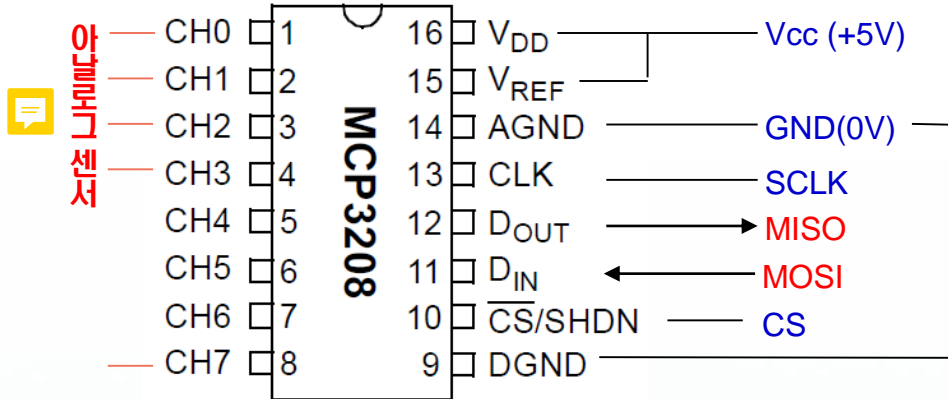 아날로그 센서
CH0 1 16 VDD Vcc (+5V)
CH1 2 15 VREF
CH2 3 14 AGND GND(0V)
CH3 4 13 CLK SCLK
CH4 5 12 DOUT MISO
CH5 6 11 DIN MOSI
CH6 7 10 CS/SHDN CS
CH7 8 9 DGND
MCP3208